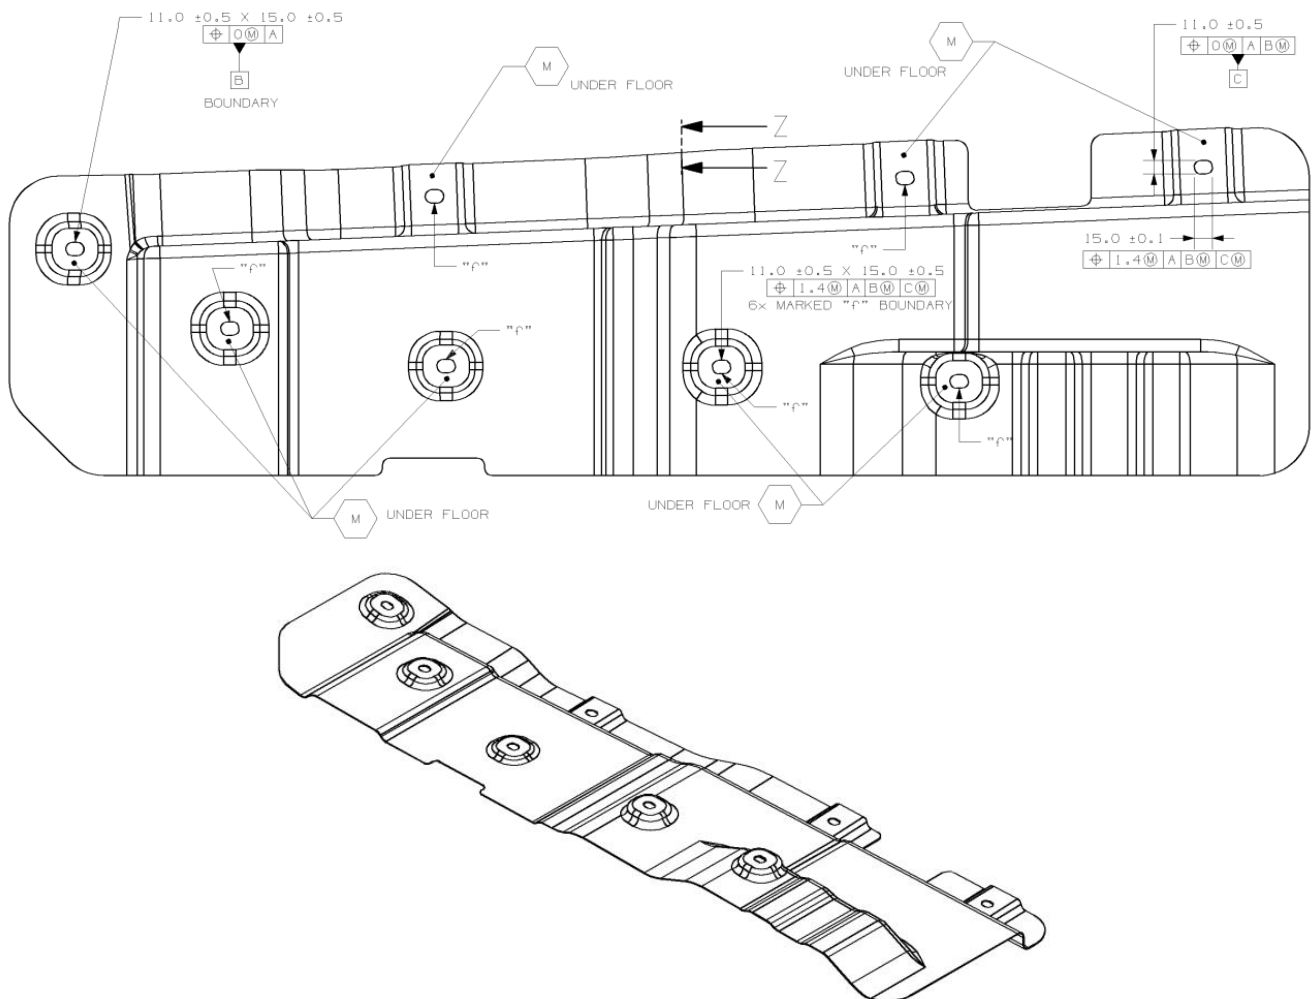 11.0 ±0.5 X 15.0 ±0.5
⌖ 0Ⓜ A
B
BOUNDARY
M
UNDER FLOOR
M
UNDER FLOOR
11.0 ±0.5
⌖ 0Ⓜ A BⓂ
C
Z
Z
"f"
"f"
"f"
"f"
15.0 ±0.1
⌖ 1.4Ⓜ A BⓂ CⓂ
11.0 ±0.5 X 15.0 ±0.5
⌖ 1.4Ⓜ A BⓂ CⓂ
6x MARKED "f" BOUNDARY
"f"
"f"
M
UNDER FLOOR
UNDER FLOOR
M